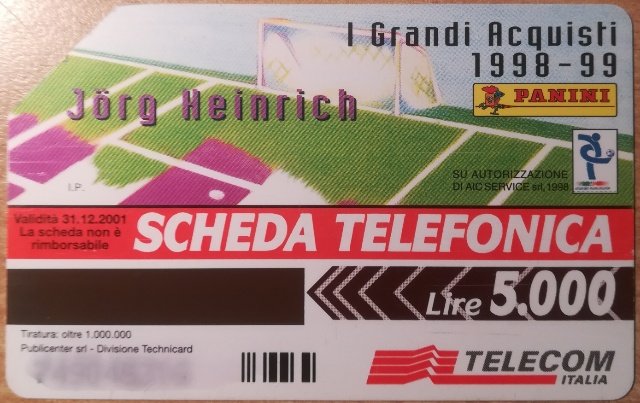 I Grandi Acquisti
1998-99
PANINI
Jörg Heinrich
SU AUTORIZZAZIONE
DI AIC SERVICE srl, 1998
I.P.
Validità 31.12.2001
La scheda non è
rimborsabile
SCHEDA TELEFONICA
Lire 5.000
Tiratura: oltre 1.000.000
Publicenter srl - Divisione Technicard
TELECOM
ITALIA